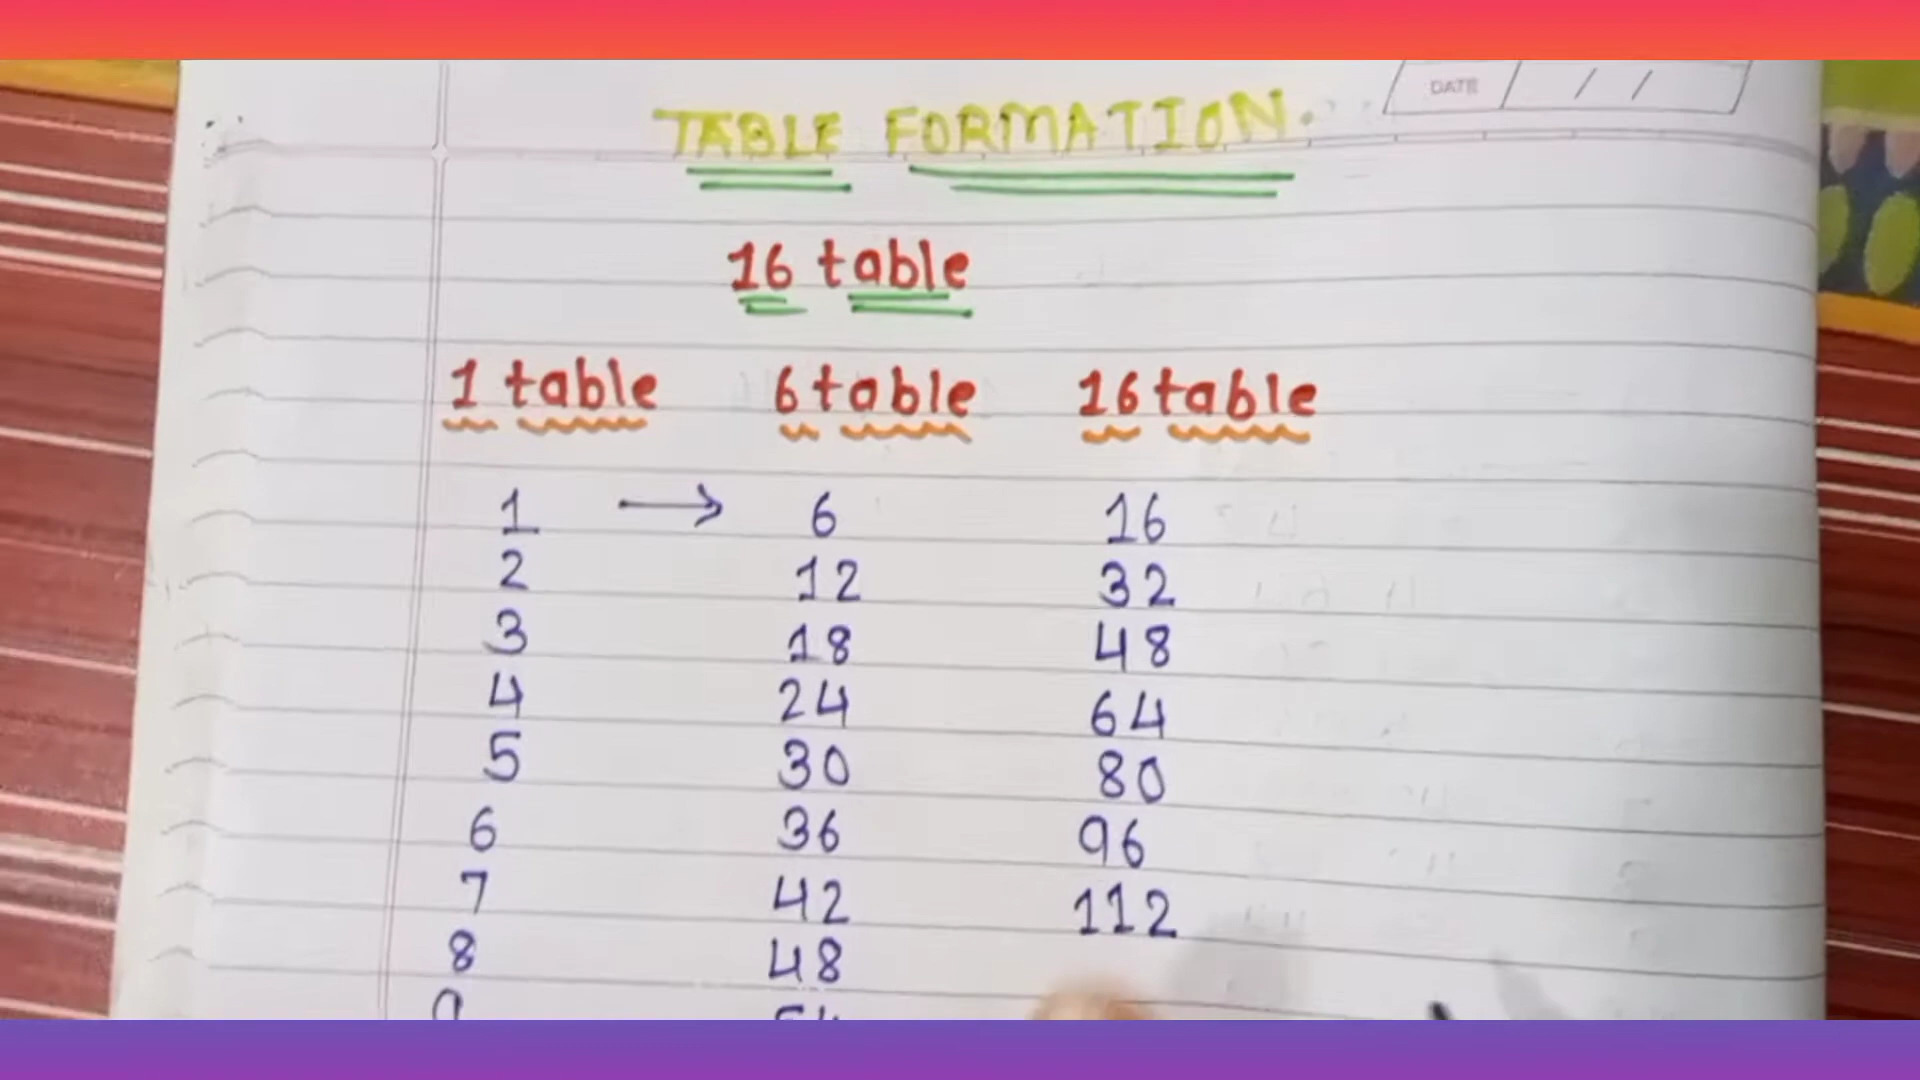 DATE / /
TABLE FORMATION.
16 table
1 table 6 table 16 table
1 → 6 16
2 12 32
3 18 48
4 24 64
5 30 80
6 36 96
7 42 112
8 48